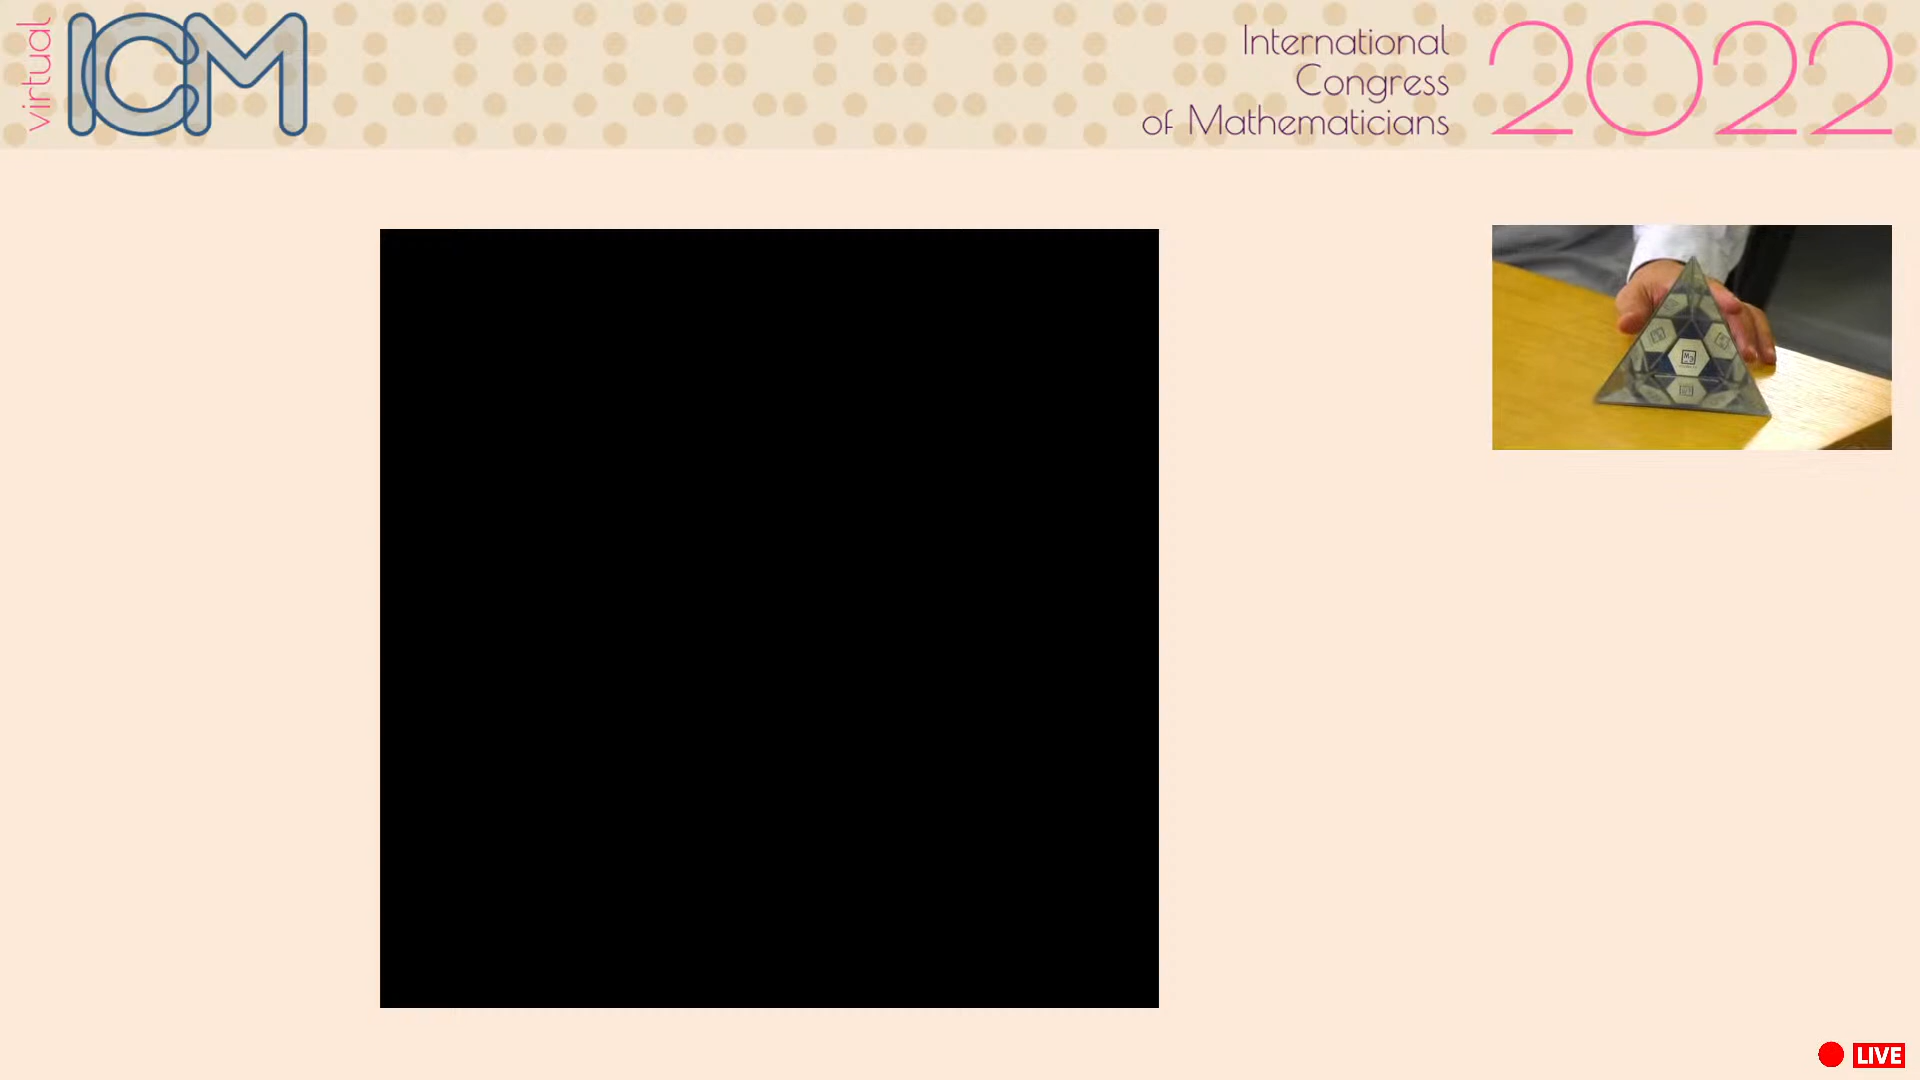 virtual
ICM
International
Congress
of Mathematicians
2022
LIVE